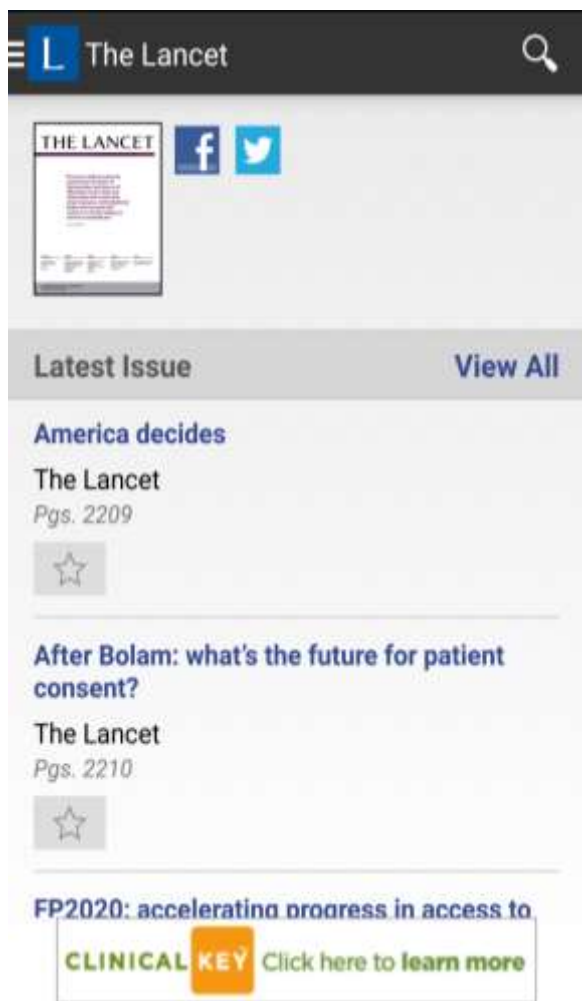 L The Lancet
THE LANCET
f
Latest Issue View All
America decides
The Lancet
Pgs. 2209
After Bolam: what's the future for patient
consent?
The Lancet
Pgs. 2210
FP2020: accelerating progress in access to
CLINICAL KEY Click here to learn more